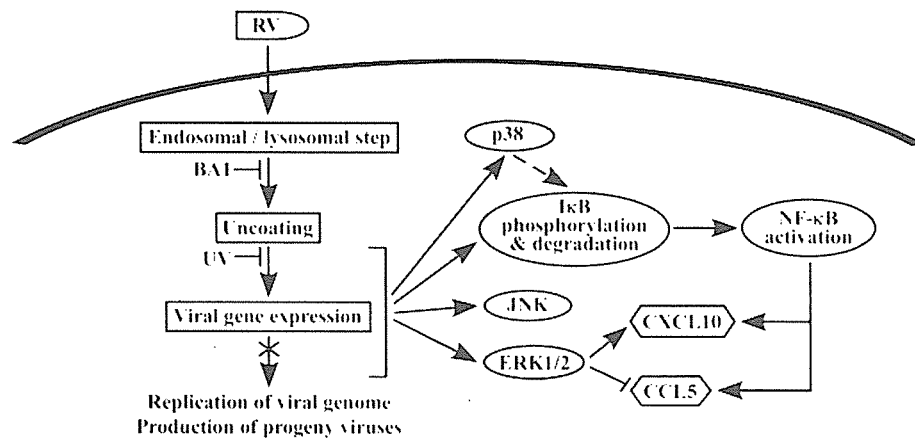 RV
Endosomal / lysosomal step
BA1
Uncoating
UV
Viral gene expression
Replication of viral genome
Production of progeny viruses
p38
IκB
phosphorylation
& degradation
NF-κB
activation
JNK
ERK1/2
CXCL10
CCL5